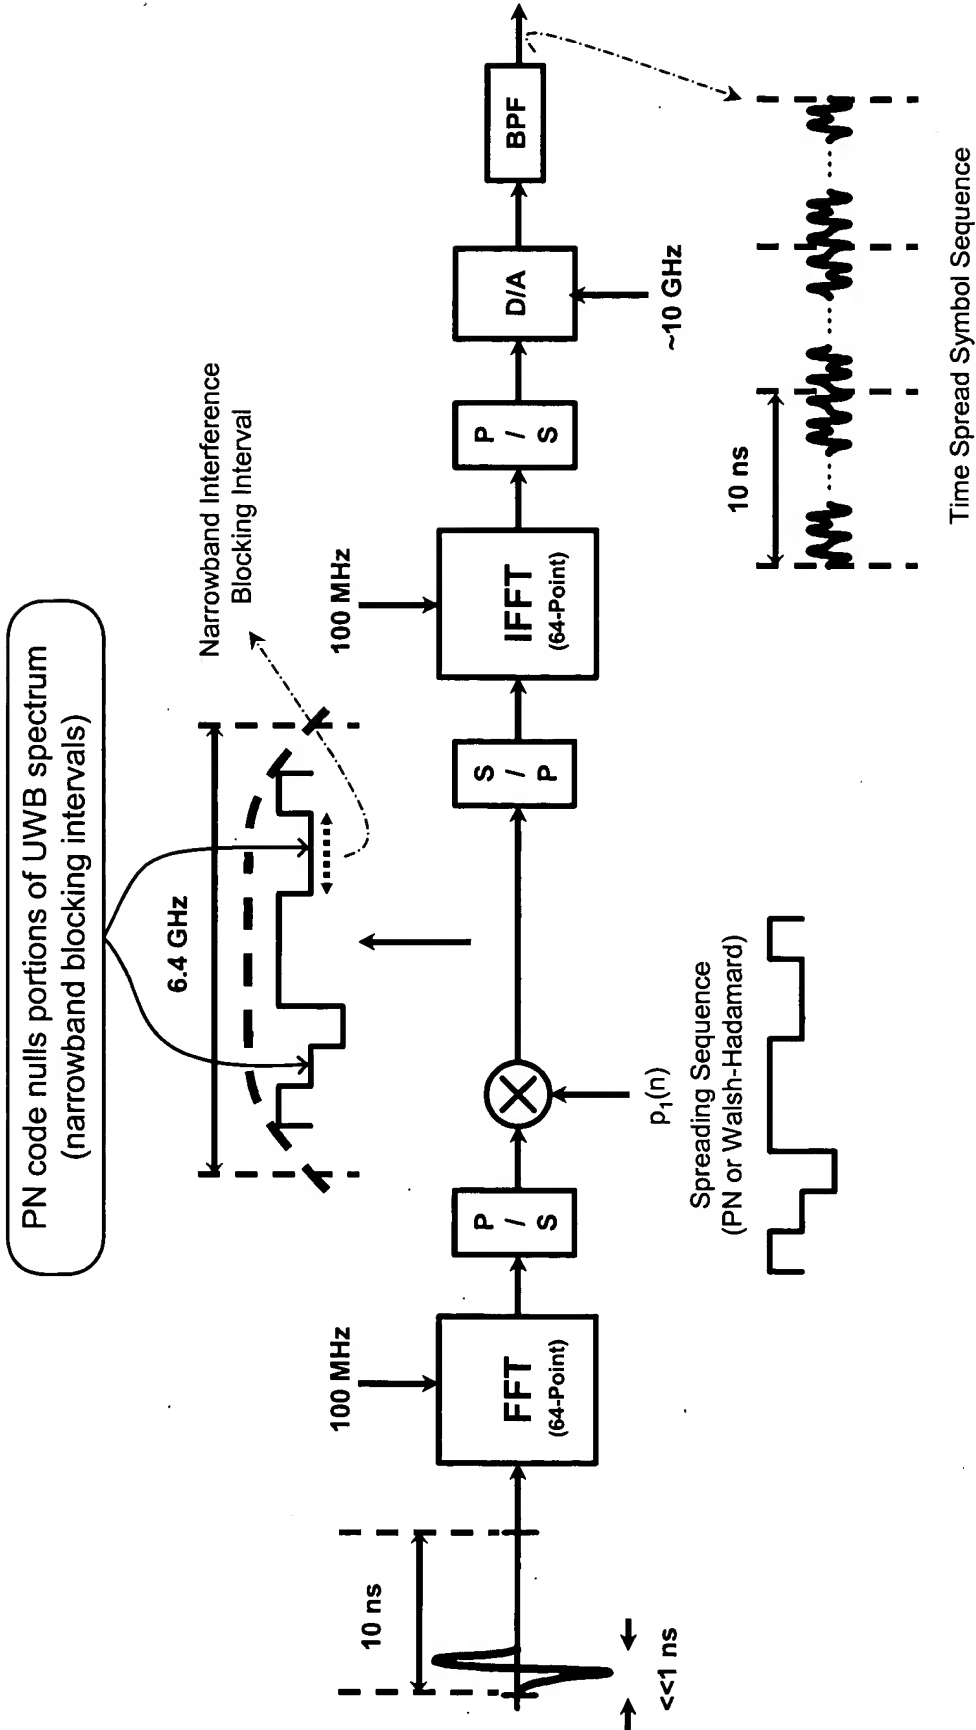 PN code nulls portions of UWB spectrum
(narrowband blocking intervals)
6.4 GHz
Narrowband Interference
Blocking Interval
10 ns
<<1 ns
100 MHz
FFT
(64-Point)
P
/
S
p₁(n)
Spreading Sequence
(PN or Walsh-Hadamard)
S
/
P
100 MHz
IFFT
(64-Point)
P
/
S
D/A
~10 GHz
BPF
10 ns
Time Spread Symbol Sequence